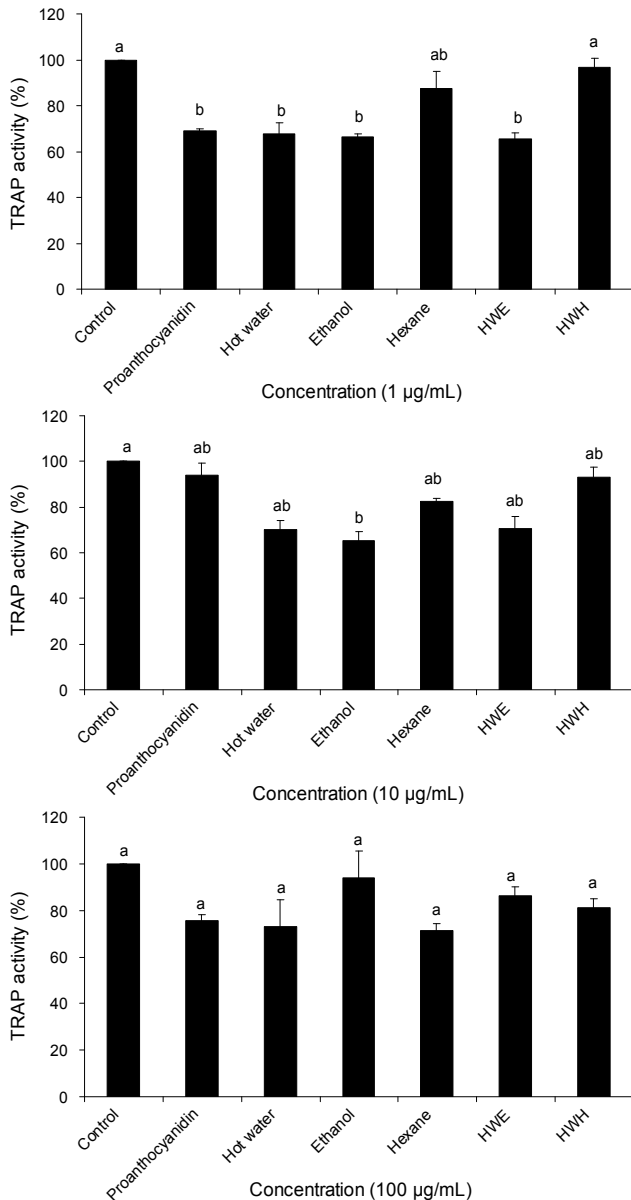 120
a
ab
a
100
b
b
b
b
80
60
40
20
0
TRAP activity (%)
Control
Proanthocyanidin
Hot water
Ethanol
Hexane
HWE
HWH
Concentration (1 µg/mL)
120
a
ab
ab
b
ab
ab
ab
100
80
60
40
20
0
TRAP activity (%)
Control
Proanthocyanidin
Hot water
Ethanol
Hexane
HWE
HWH
Concentration (10 µg/mL)
120
a
a
a
a
a
a
a
100
80
60
40
20
0
TRAP activity (%)
Control
Proanthocyanidin
Hot water
Ethanol
Hexane
HWE
HWH
Concentration (100 µg/mL)